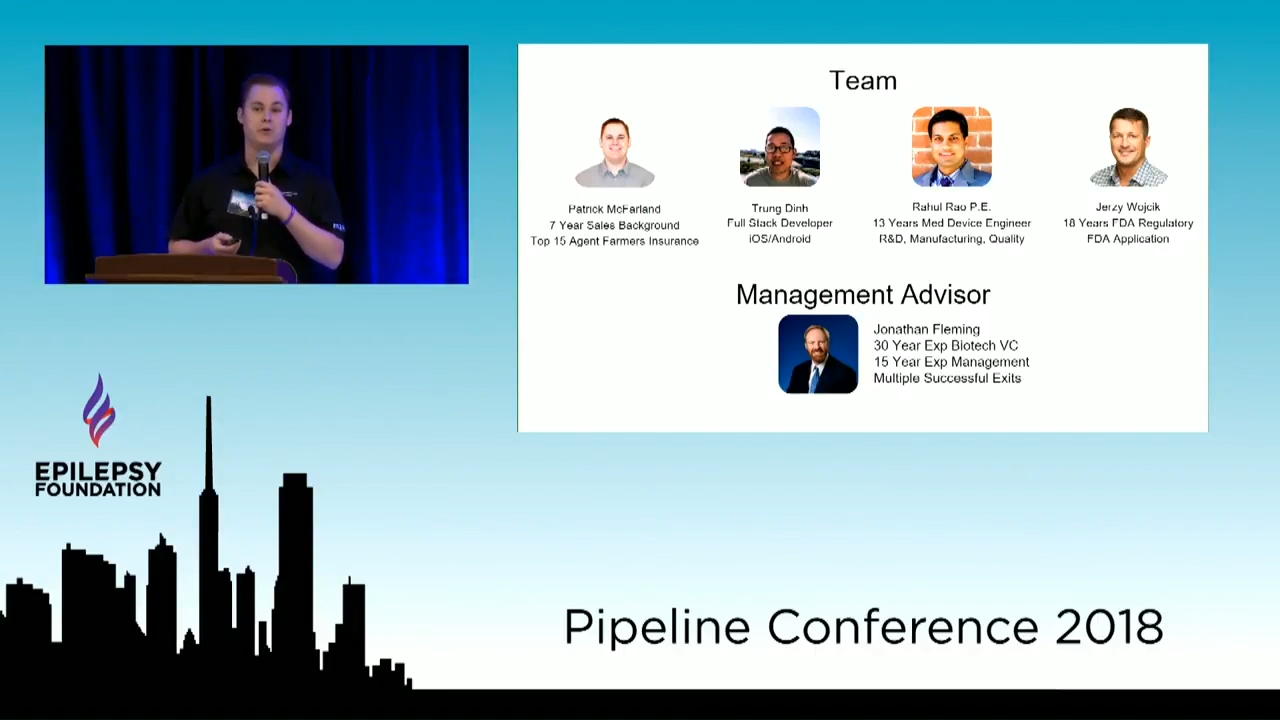 Team
Patrick McFarland
7 Year Sales Background
Top 15 Agent Farmers Insurance
Trung Dinh
Full Stack Developer
iOS/Android
Rahul Rao P.E.
13 Years Med Device Engineer
R&D, Manufacturing, Quality
Jerzy Wojcik
18 Years FDA Regulatory
FDA Application
Management Advisor
Jonathan Fleming
30 Year Exp Biotech VC
15 Year Exp Management
Multiple Successful Exits
EPILEPSY
FOUNDATION
Pipeline Conference 2018